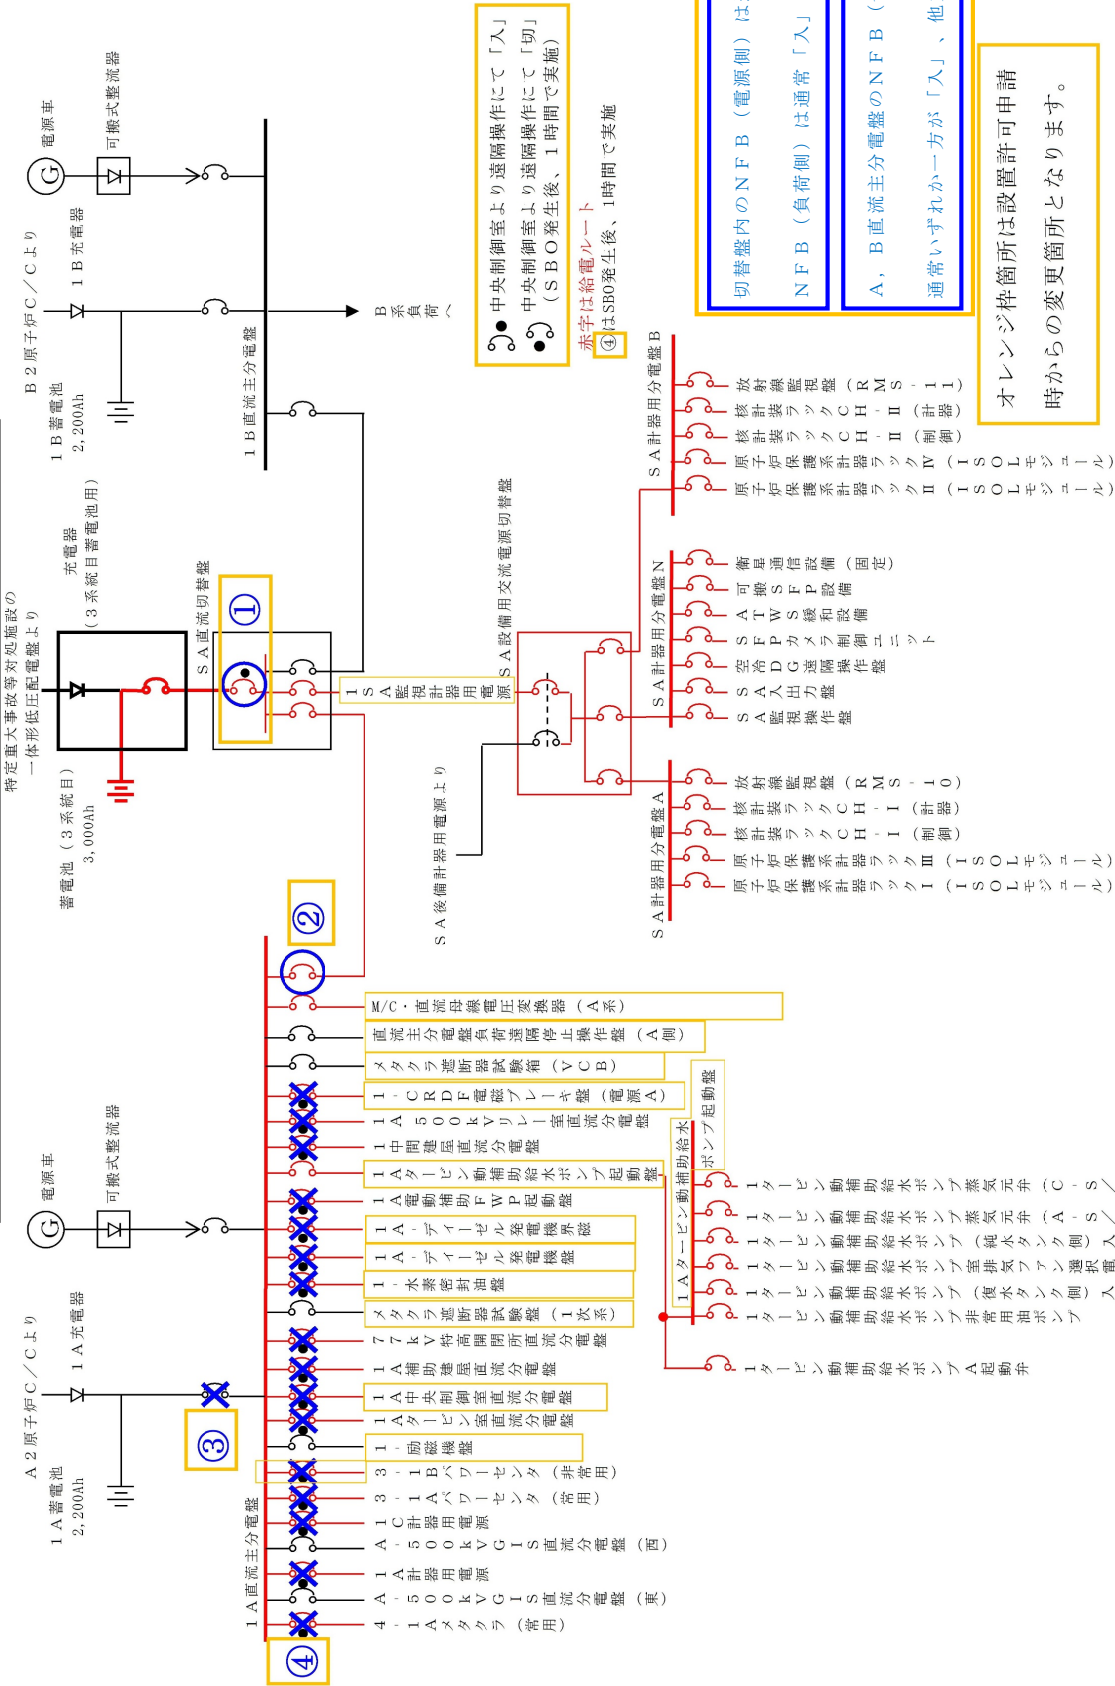 A2原子炉C／Cより
1A蓄電池
2,200Ah
1A充電器
電源車
G
可搬式整流器
③
1A直流主分電盤
④
4‐1Aメタクラ（常用）
A‐500kVGIS直流分電盤（東）
1A計器用電源
A‐500kVGIS直流分電盤（西）
1C計器用電源
3‐1Aパワーセンタ（常用）
3‐1Bパワーセンタ（非常用）
1‐励磁機盤
1Aタービン室直流分電盤
1A中央制御室直流分電盤
1A補助建屋直流分電盤
77kV特高開閉所直流分電盤
メタクラ遮断器試験盤（1次系）
1‐水素密封油盤
1A‐ディーゼル発電機盤
1A‐ディーゼル発電機界磁
1A電動補助FWP起動盤
1Aタービン動補助給水ポンプ起動盤
1中間建屋直流分電盤
1A 500kVリレー室直流分電盤
1‐CRDF電磁ブレーキ盤（電源A）
メタクラ遮断器試験箱（VCB）
直流主分電盤負荷遠隔停止操作盤（A側）
M/C・直流母線電圧変換器（A系）
②
1Aタービン動補助給水
ポンプ起動盤
1タービン動補助給水ポンプA起動弁
1タービン動補助給水ポンプ非常用油ポンプ
1タービン動補助給水ポンプ（復水タンク側）入
1タービン動補助給水ポンプ室排気ファン選択電
1タービン動補助給水ポンプ（純水タンク側）入
1タービン動補助給水ポンプ蒸気元弁（A‐S／
1タービン動補助給水ポンプ蒸気元弁（C‐S／
特定重大事故等対処施設の
一体形低圧配電盤より
蓄電池（3系統目）
3,000Ah
充電器
（3系統目蓄電池用）
SA直流切替盤
①
1SA監視計器用電源
SA後備計器用電源より
SA設備用交流電源切替盤
SA計器用分電盤A
原子炉保護系計器ラックⅠ（ISOLモジュール）
原子炉保護系計器ラックⅢ（ISOLモジュール）
核計装ラックCH‐Ⅰ（制御）
核計装ラックCH‐Ⅰ（計器）
放射線監視盤（RMS‐10）
SA計器用分電盤N
SA監視操作盤
SA入出力盤
空冷DG遠隔操作盤
SFPカメラ制御ユニット
ATWS緩和設備
可搬SFP設備
衛星通信設備（固定）
SA計器用分電盤B
原子炉保護系計器ラックⅡ（ISOLモジュール）
原子炉保護系計器ラックⅣ（ISOLモジュール）
核計装ラックCH‐Ⅱ（制御）
核計装ラックCH‐Ⅱ（計器）
放射線監視盤（RMS‐11）
B2原子炉C／Cより
1B蓄電池
2,200Ah
1B充電器
電源車
G
可搬式整流器
1B直流主分電盤
B系負荷へ
中央制御室より遠隔操作にて「入」
中央制御室より遠隔操作にて「切」
（SBO発生後、1時間で実施）
赤字は給電ルート
④はSBO発生後、1時間で実施
切替盤内のNFB（電源側）は
NFB（負荷側）は通常「入」
A，B直流主分電盤のNFB（
通常いずれか一方が「入」、他
オレンジ枠箇所は設置許可申請
時からの変更箇所となります。